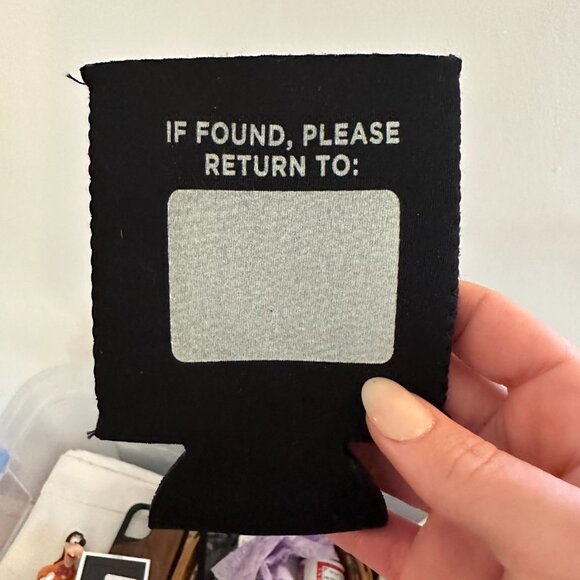 IF FOUND, PLEASE
RETURN TO: